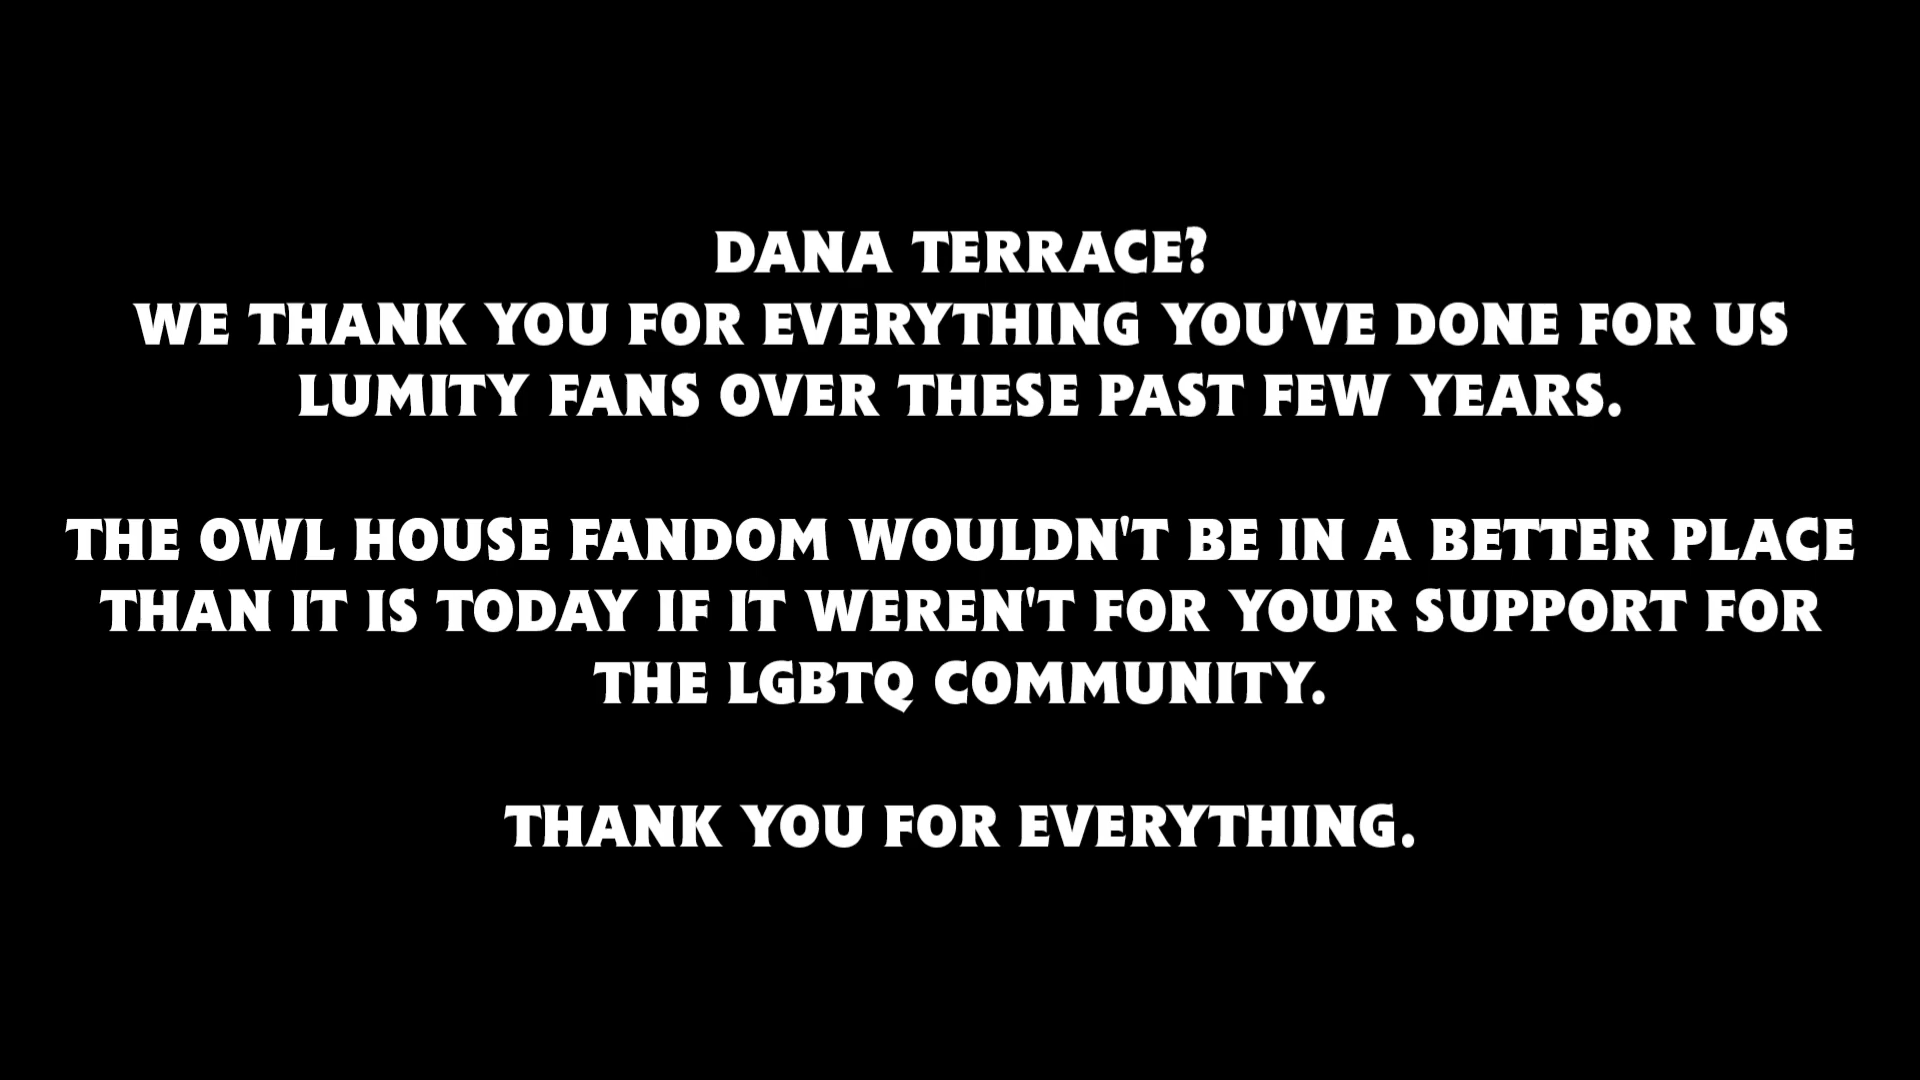 DANA TERRACE?
WE THANK YOU FOR EVERYTHING YOU'VE DONE FOR US
LUMITY FANS OVER THESE PAST FEW YEARS.
THE OWL HOUSE FANDOM WOULDN'T BE IN A BETTER PLACE
THAN IT IS TODAY IF IT WEREN'T FOR YOUR SUPPORT FOR
THE LGBTQ COMMUNITY.
THANK YOU FOR EVERYTHING.